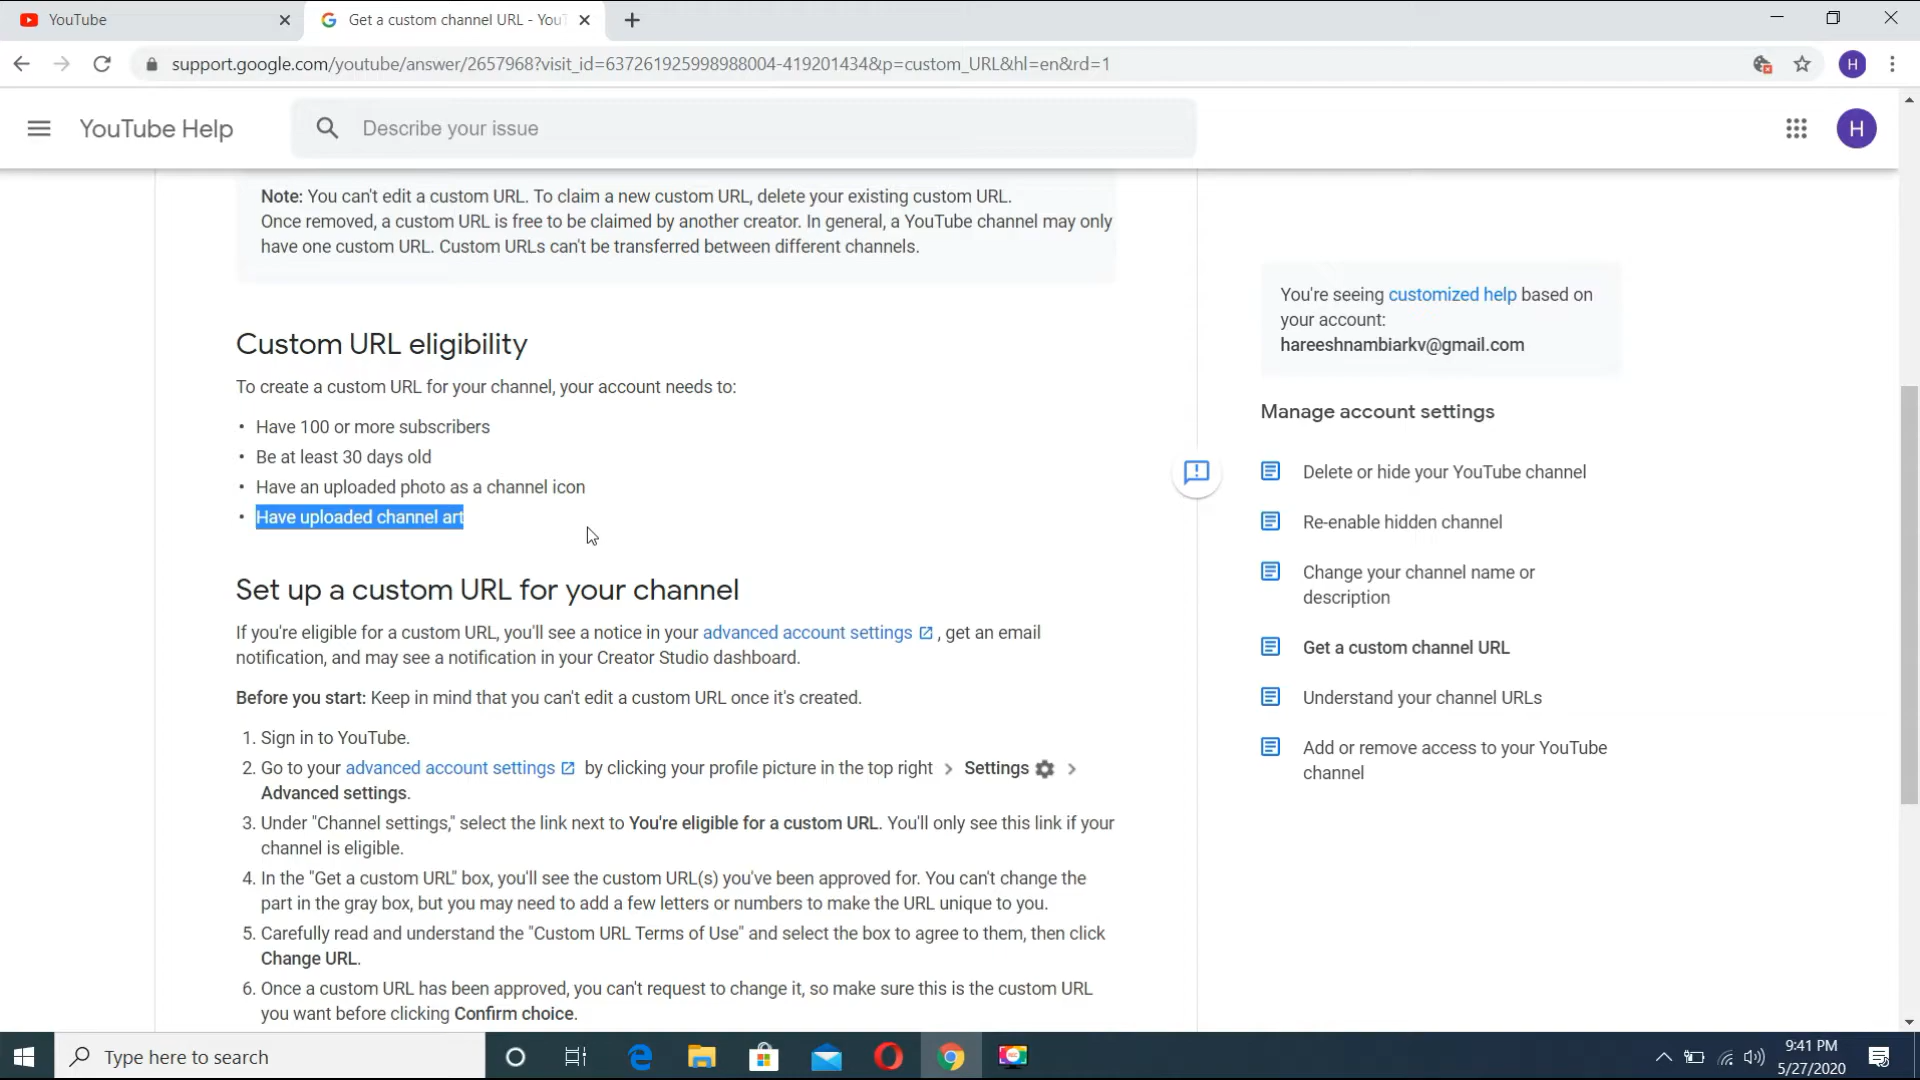 YouTube
Get a custom channel URL - You
support.google.com/youtube/answer/2657968?visit_id=637261925998988004-419201434&p=custom_URL&hl=en&rd=1
H
YouTube Help
Describe your issue
H
Note: You can't edit a custom URL. To claim a new custom URL, delete your existing custom URL.
Once removed, a custom URL is free to be claimed by another creator. In general, a YouTube channel may only
have one custom URL. Custom URLs can't be transferred between different channels.
Custom URL eligibility
To create a custom URL for your channel, your account needs to:
• Have 100 or more subscribers
• Be at least 30 days old
• Have an uploaded photo as a channel icon
• Have uploaded channel art
Set up a custom URL for your channel
If you're eligible for a custom URL, you'll see a notice in your advanced account settings , get an email
notification, and may see a notification in your Creator Studio dashboard.
Before you start: Keep in mind that you can't edit a custom URL once it's created.
1. Sign in to YouTube.
2. Go to your advanced account settings by clicking your profile picture in the top right > Settings >
Advanced settings.
3. Under "Channel settings," select the link next to You're eligible for a custom URL. You'll only see this link if your
channel is eligible.
4. In the "Get a custom URL" box, you'll see the custom URL(s) you've been approved for. You can't change the
part in the gray box, but you may need to add a few letters or numbers to make the URL unique to you.
5. Carefully read and understand the "Custom URL Terms of Use" and select the box to agree to them, then click
Change URL.
6. Once a custom URL has been approved, you can't request to change it, so make sure this is the custom URL
you want before clicking Confirm choice.
You're seeing customized help based on
your account:
hareeshnambiarkv@gmail.com
Manage account settings
Delete or hide your YouTube channel
Re-enable hidden channel
Change your channel name or
description
Get a custom channel URL
Understand your channel URLs
Add or remove access to your YouTube
channel
Type here to search
9:41 PM
5/27/2020